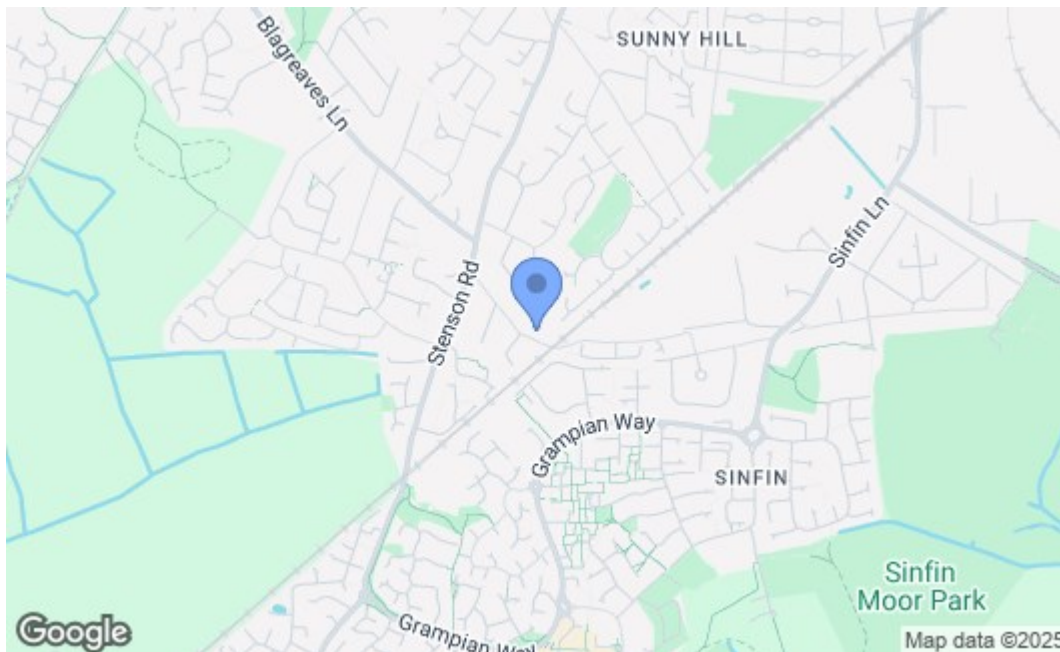 SUNNY HILL
Blagreaves Ln
Sinfin Ln
Stenson Rd
Grampian Way
SINFIN
Sinfin
Moor Park
Grampian Way
Google
Map data ©2025